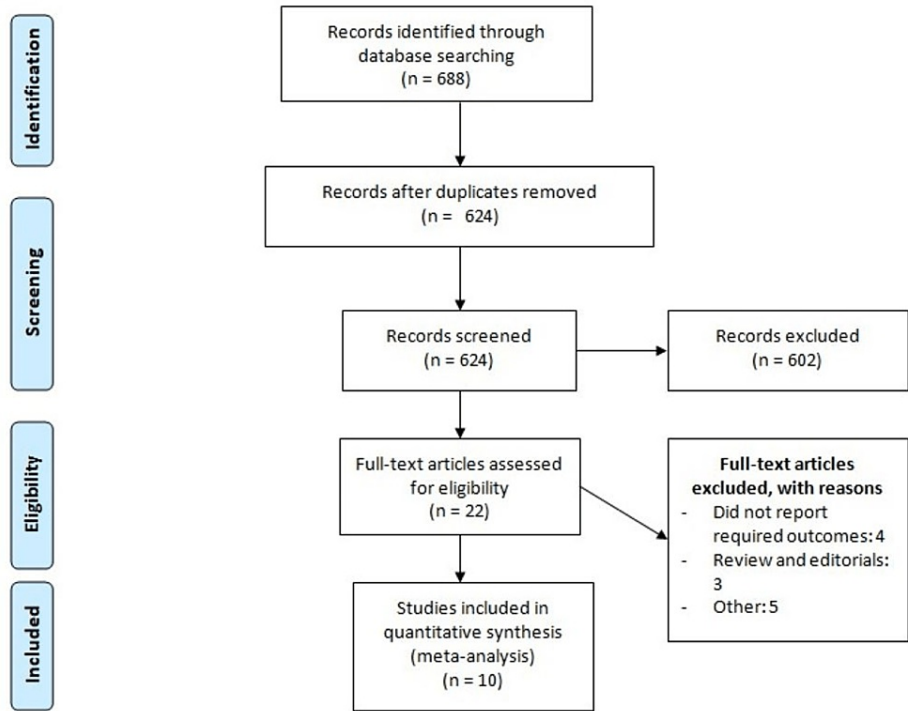 Identification
Records identified through
database searching
(n = 688)
Records after duplicates removed
(n = 624)
Screening
Records screened
(n = 624)
Records excluded
(n = 602)
Eligibility
Full-text articles assessed
for eligibility
(n = 22)
Full-text articles
excluded, with reasons
- Did not report
required outcomes: 4
- Review and editorials:
3
- Other: 5
Included
Studies included in
quantitative synthesis
(meta-analysis)
(n = 10)